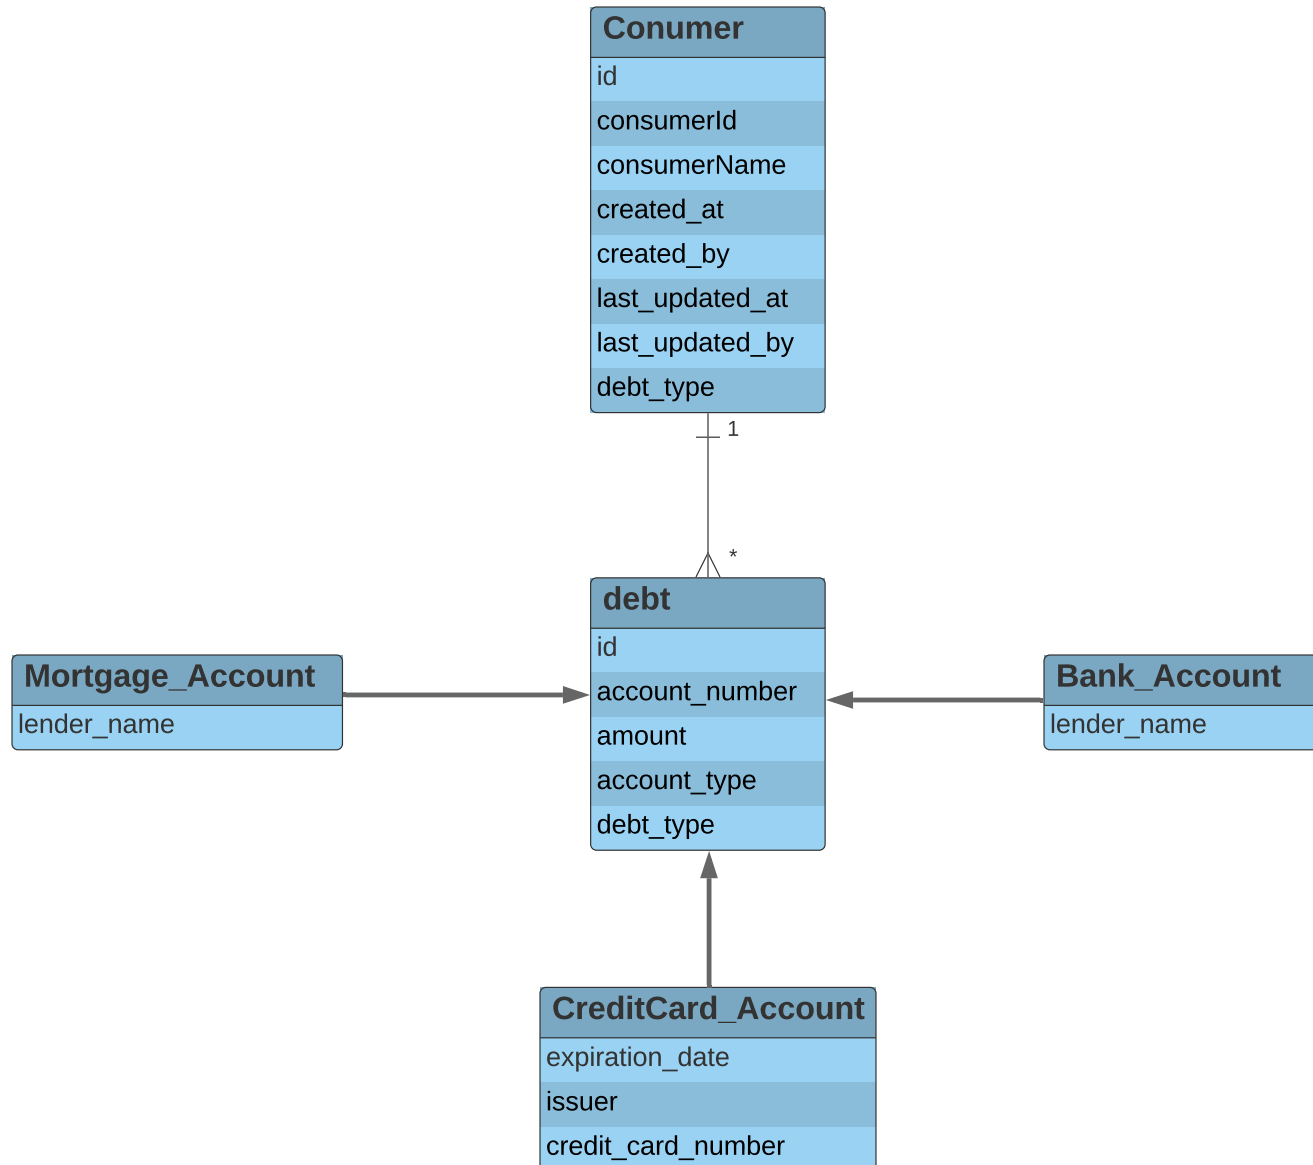 Conumer
id
consumerId
consumerName
created_at
created_by
last_updated_at
last_updated_by
debt_type
1
*
debt
id
account_number
amount
account_type
debt_type
Mortgage_Account
lender_name
Bank_Account
lender_name
CreditCard_Account
expiration_date
issuer
credit_card_number